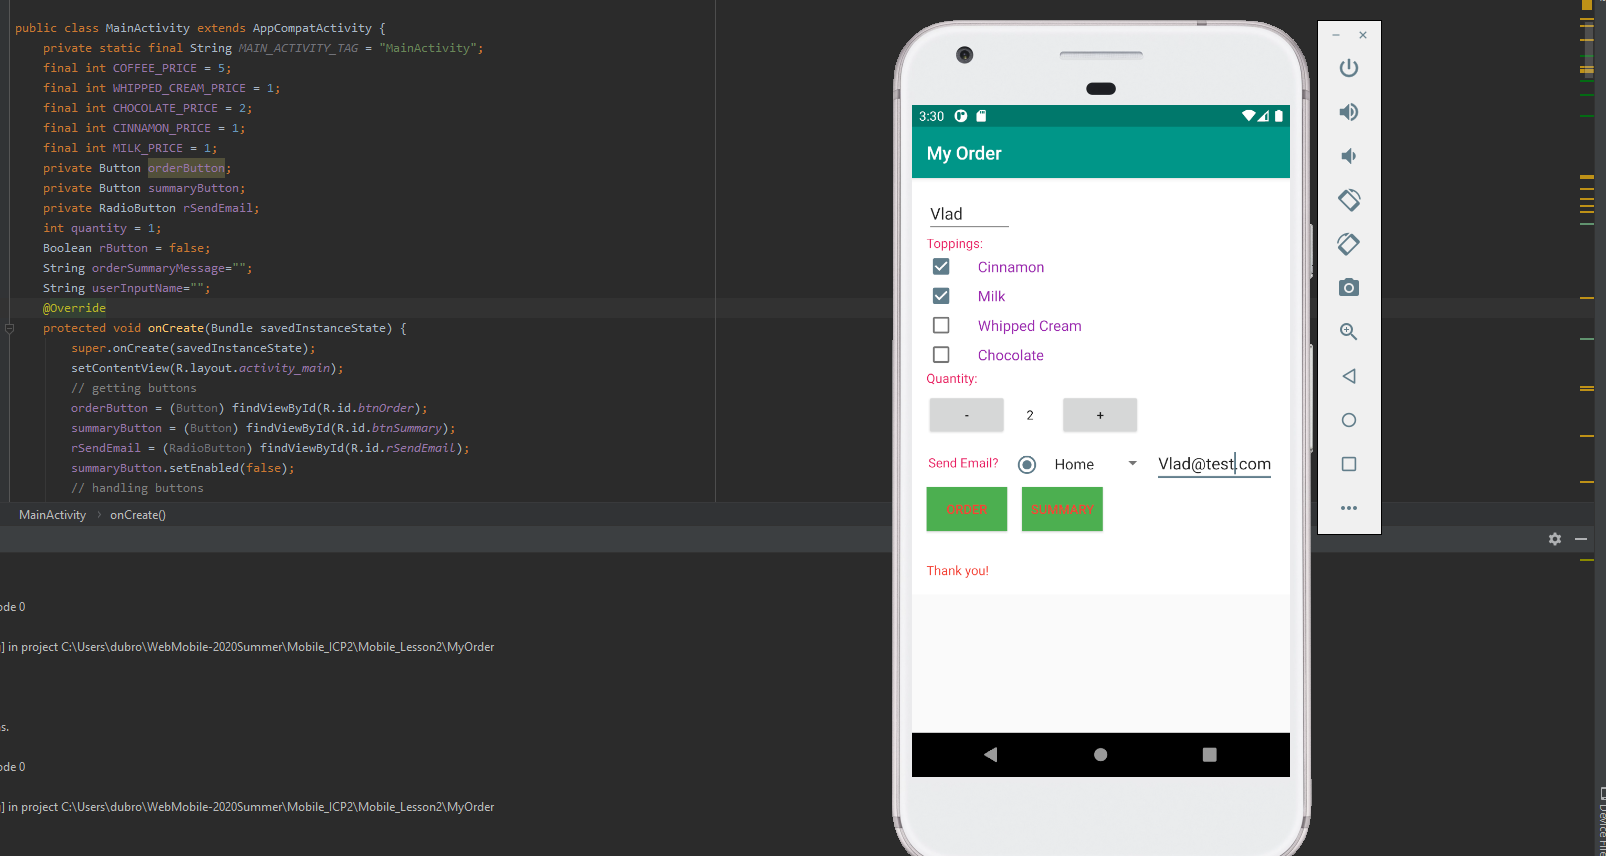 public class MainActivity extends AppCompatActivity {
private static final String MAIN_ACTIVITY_TAG = "MainActivity";
final int COFFEE_PRICE = 5;
final int WHIPPED_CREAM_PRICE = 1;
final int CHOCOLATE_PRICE = 2;
final int CINNAMON_PRICE = 1;
final int MILK_PRICE = 1;
private Button orderButton;
private Button summaryButton;
private RadioButton rSendEmail;
int quantity = 1;
Boolean rButton = false;
String orderSummaryMessage="";
String userInputName="";
@Override
protected void onCreate(Bundle savedInstanceState) {
super.onCreate(savedInstanceState);
setContentView(R.layout.activity_main);
// getting buttons
orderButton = (Button) findViewById(R.id.btnOrder);
summaryButton = (Button) findViewById(R.id.btnSummary);
rSendEmail = (RadioButton) findViewById(R.id.rSendEmail);
summaryButton.setEnabled(false);
// handling buttons
MainActivity › onCreate()
ode 0
] in project C:\Users\dubro\WebMobile-2020Summer\Mobile_ICP2\Mobile_Lesson2\MyOrder
s.
ode 0
] in project C:\Users\dubro\WebMobile-2020Summer\Mobile_ICP2\Mobile_Lesson2\MyOrder
3:30
My Order
Vlad
Toppings:
Cinnamon
Milk
Whipped Cream
Chocolate
Quantity:
- 2 +
Send Email? Home Vlad@test.com
ORDER SUMMARY
Thank you!